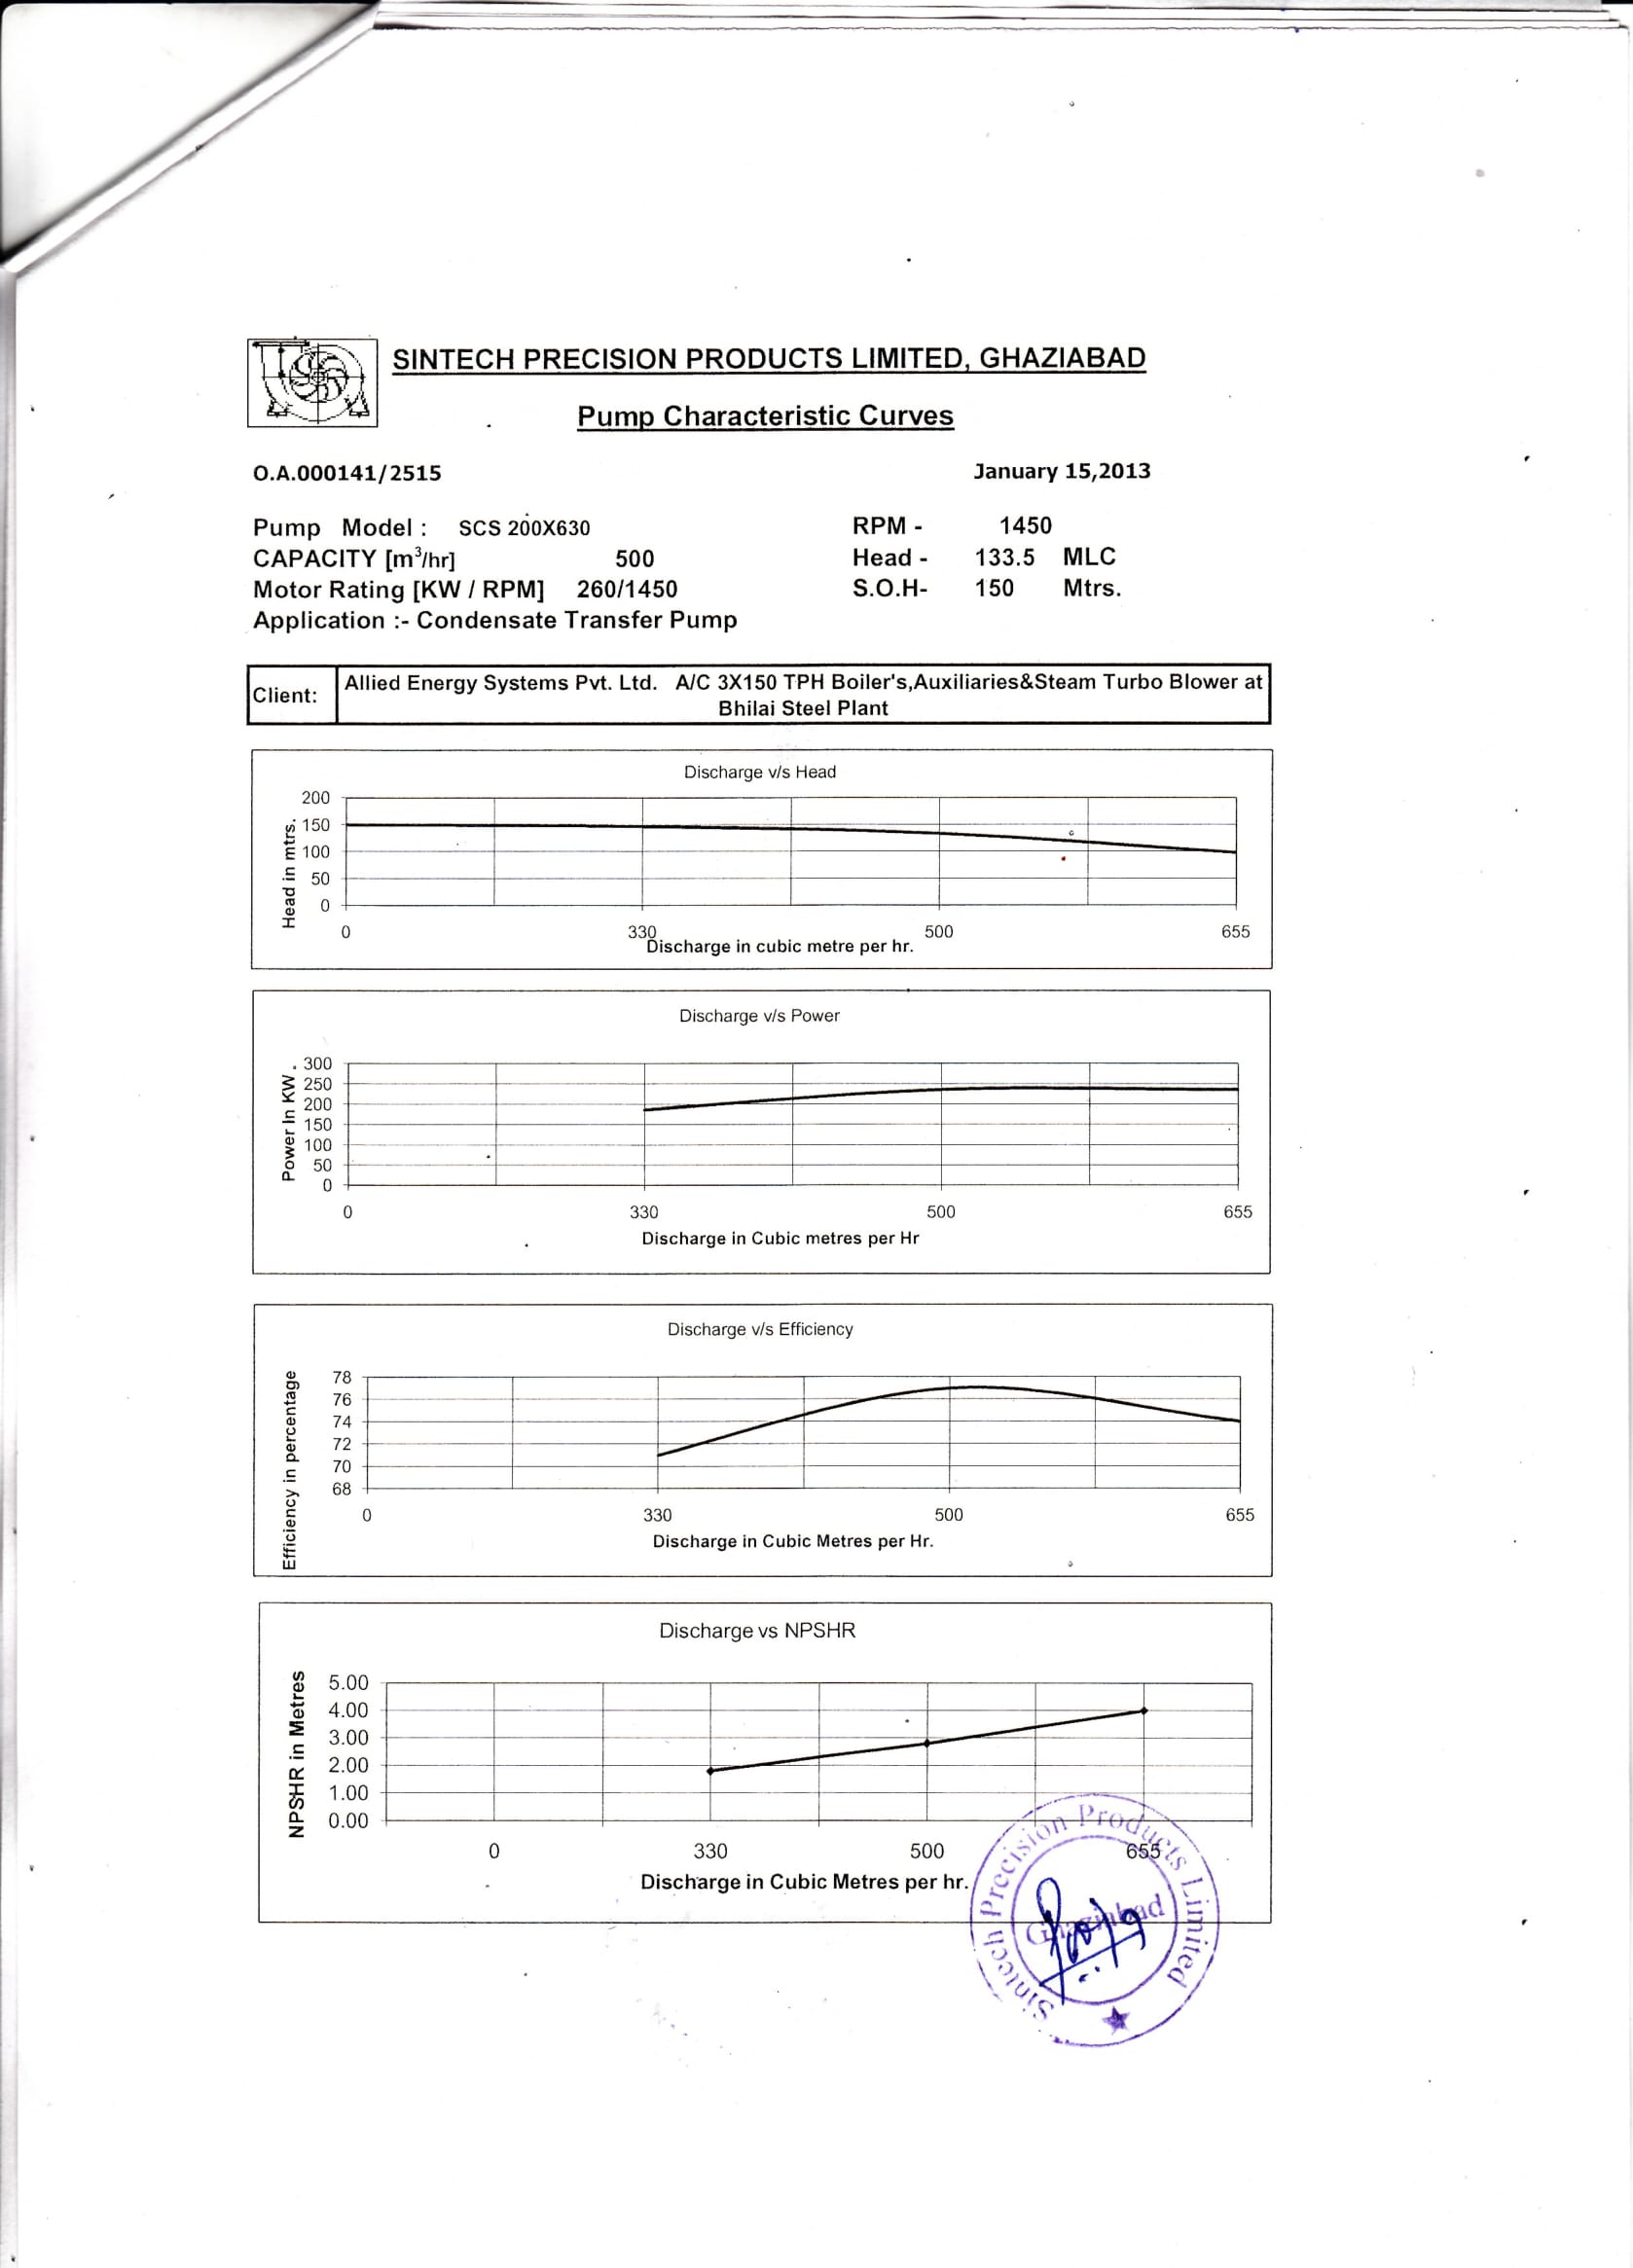 SINTECH PRECISION PRODUCTS LIMITED, GHAZIABAD
Pump Characteristic Curves
O.A.000141/2515 January 15,2013
Pump Model : SCS 200X630 RPM - 1450
CAPACITY [m³/hr] 500 Head - 133.5 MLC
Motor Rating [KW / RPM] 260/1450 S.O.H- 150 Mtrs.
Application :- Condensate Transfer Pump
Client: Allied Energy Systems Pvt. Ltd. A/C 3X150 TPH Boiler's,Auxiliaries&Steam Turbo Blower at
Bhilai Steel Plant
Discharge v/s Head
Head in mtrs.
200
150
100
50
0
0 330 500 655
Discharge in cubic metre per hr.
Discharge v/s Power
Power In KW .
300
250
200
150
100
50
0
0 330 500 655
Discharge in Cubic metres per Hr
Discharge v/s Efficiency
Efficiency in percentage
78
76
74
72
70
68
0 330 500 655
Discharge in Cubic Metres per Hr.
Discharge vs NPSHR
NPSHR in Metres
5.00
4.00
3.00
2.00
1.00
0.00
0 330 500 655
Discharge in Cubic Metres per hr.
Sintech Precision Products Limited
Ghaziabad